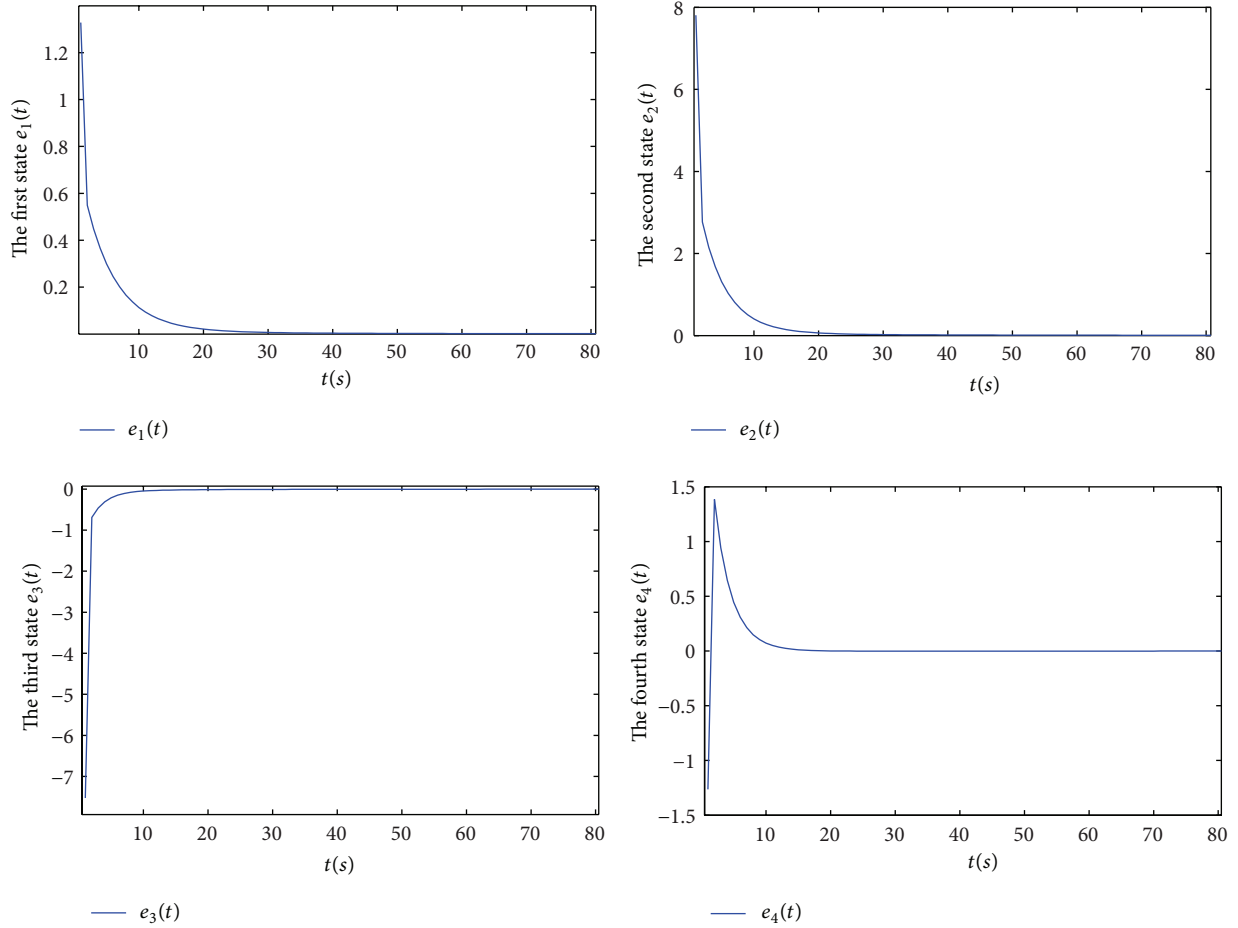 The first state e₁(t)
1.2
1
0.8
0.6
0.4
0.2
10 20 30 40 50 60 70 80
t(s)
e₁(t)
The second state e₂(t)
8
6
4
2
0
10 20 30 40 50 60 70 80
t(s)
e₂(t)
The third state e₃(t)
0
−1
−2
−3
−4
−5
−6
−7
10 20 30 40 50 60 70 80
t(s)
e₃(t)
The fourth state e₄(t)
1.5
1
0.5
0
−0.5
−1
−1.5
10 20 30 40 50 60 70 80
t(s)
e₄(t)